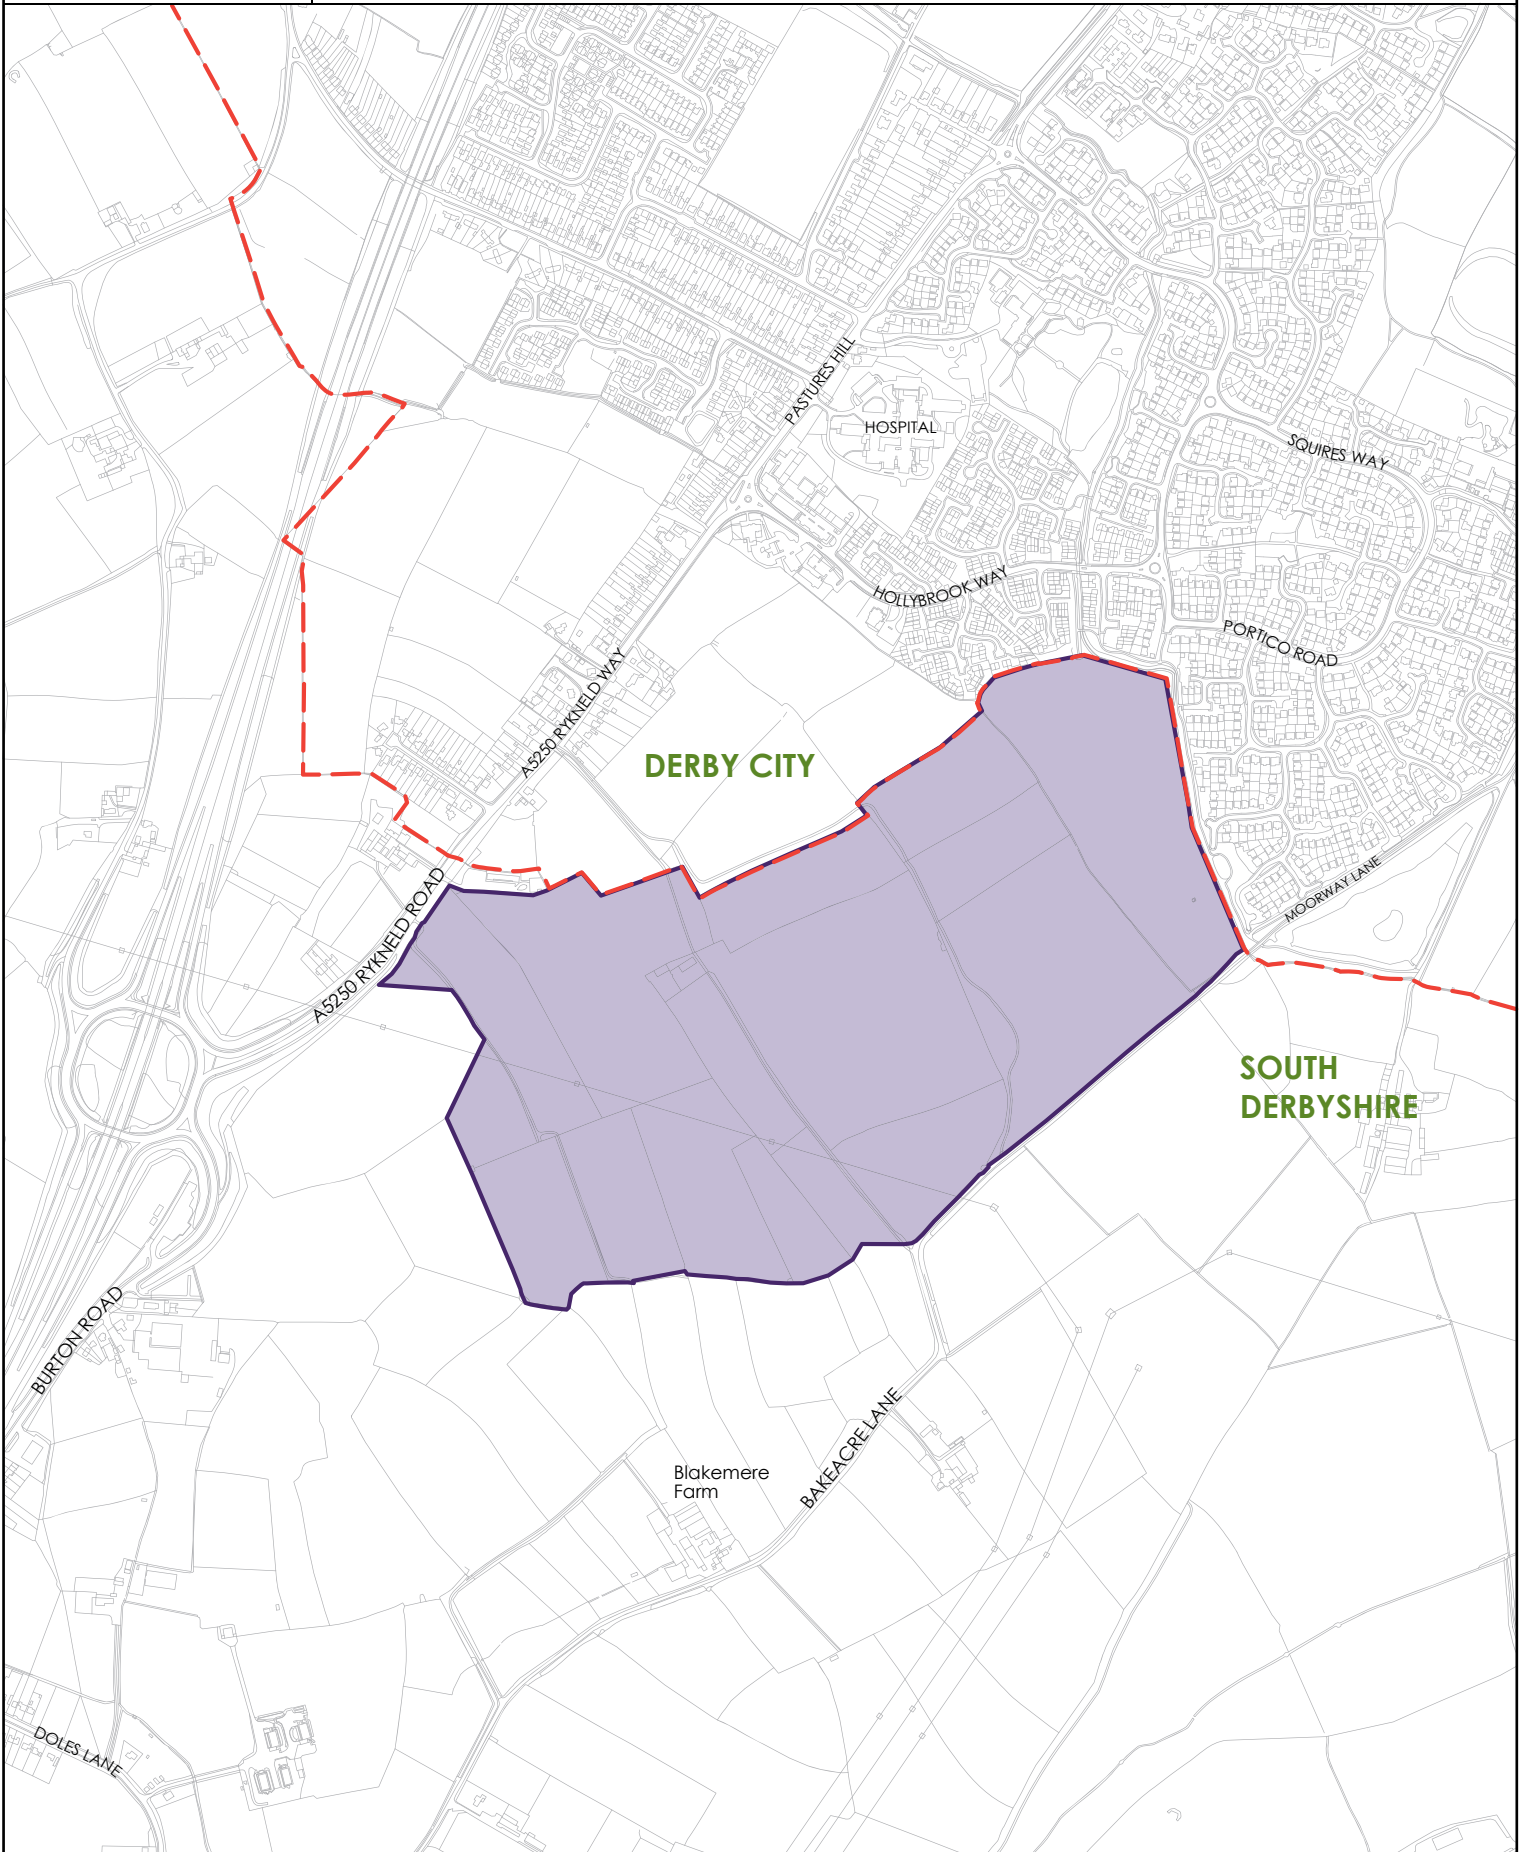 PASTURES HILL
HOSPITAL
SQUIRES WAY
HOLLYBROOK WAY
PORTICO ROAD
A5250 RYKNELD WAY
DERBY CITY
MOORWAY LANE
A5250 RYKNELD ROAD
SOUTH
DERBYSHIRE
BURTON ROAD
BAKEACRE LANE
Blakemere
Farm
DOLES LANE